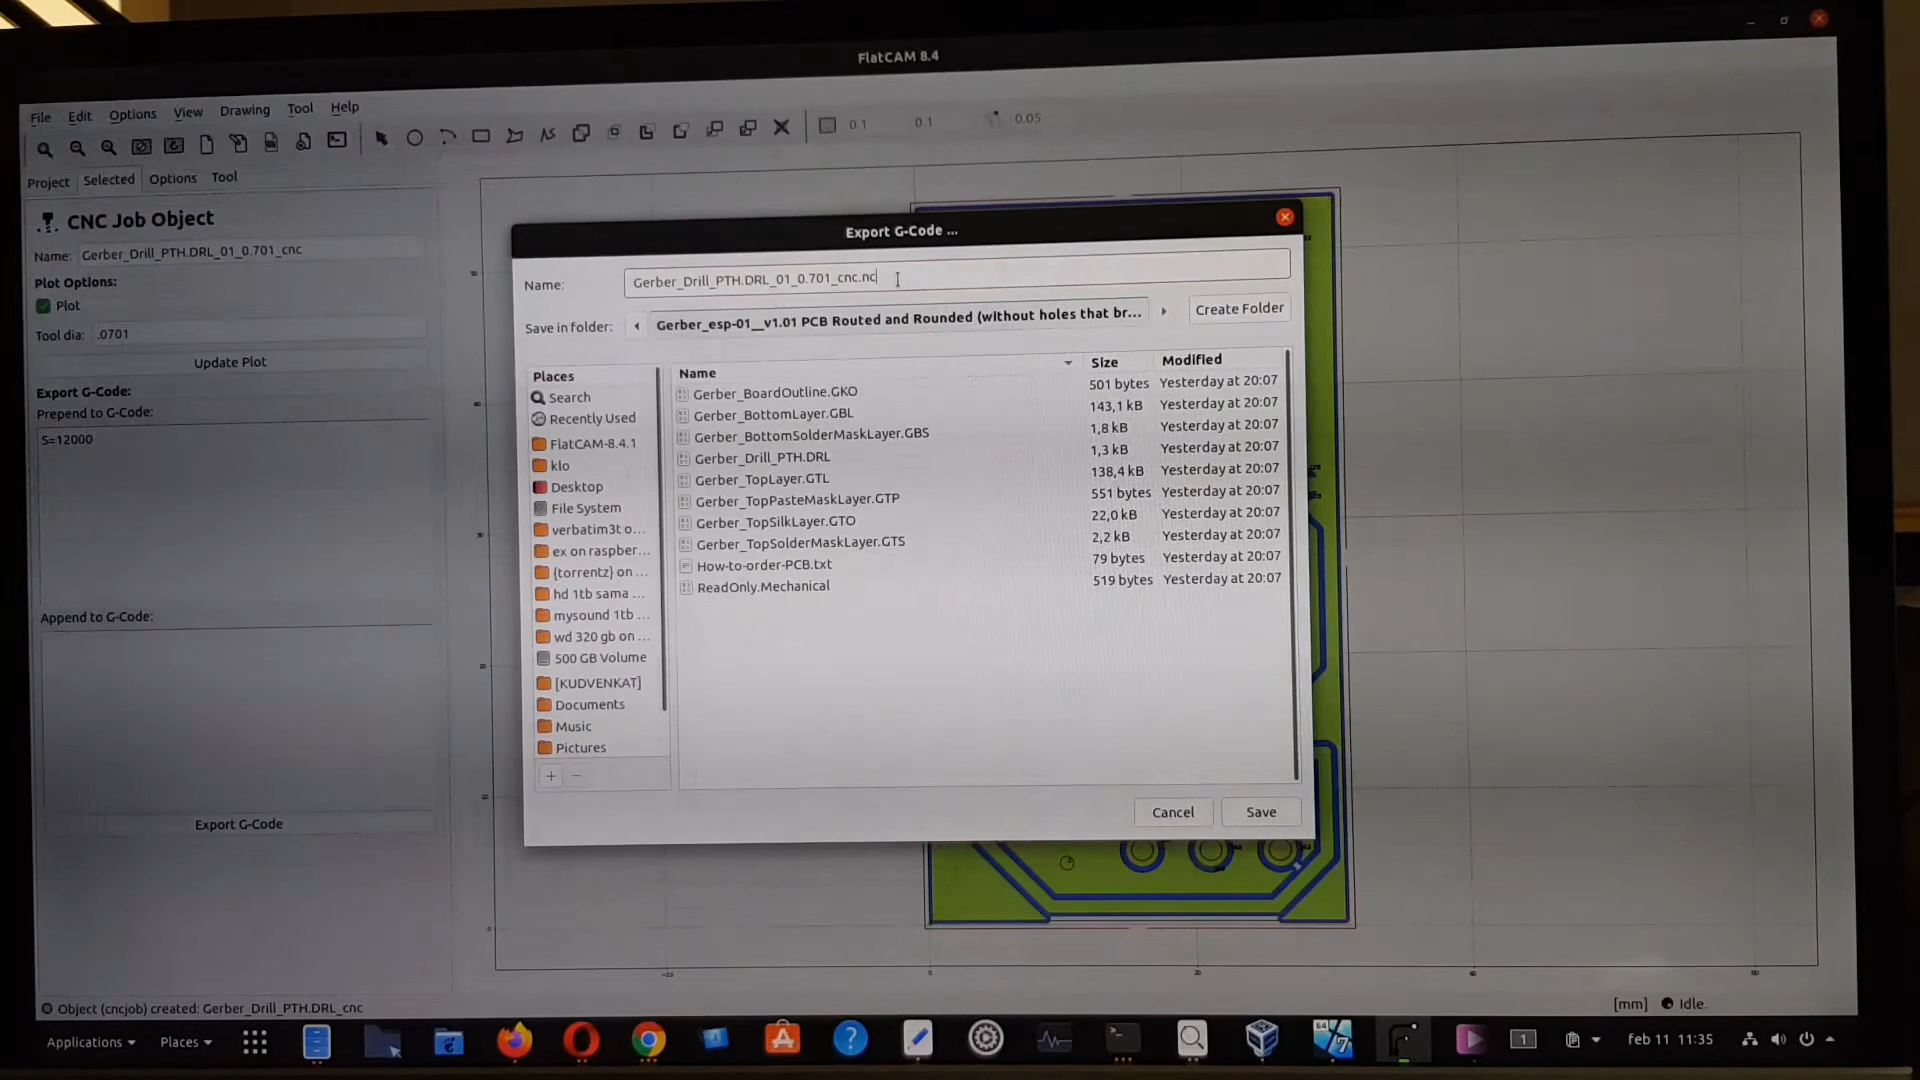 FlatCAM 8.4
File Edit Options View Drawing Tool Help
0.1 0.1 0.05
Project Selected Options Tool
CNC Job Object
Name: Gerber_Drill_PTH.DRL_01_0.701_cnc
Plot Options:
Plot
Tool dia: .0701
Update Plot
Export G-Code:
Prepend to G-Code:
S=12000
Append to G-Code:
Export G-Code
Export G-Code ...
Name: Gerber_Drill_PTH.DRL_01_0.701_cnc.nc
Save in folder: Gerber_esp-01__v1.01 PCB Routed and Rounded (without holes that br... Create Folder
Places
Search
Recently Used
FlatCAM-8.4.1
klo
Desktop
File System
verbatim3t o...
ex on raspber...
{torrentz} on ...
hd 1tb sama ...
mysound 1tb ...
wd 320 gb on ...
500 GB Volume
[KUDVENKAT]
Documents
Music
Pictures
Name Size Modified
Gerber_BoardOutline.GKO 501 bytes Yesterday at 20:07
Gerber_BottomLayer.GBL 143,1 kB Yesterday at 20:07
Gerber_BottomSolderMaskLayer.GBS 1,8 kB Yesterday at 20:07
Gerber_Drill_PTH.DRL 1,3 kB Yesterday at 20:07
Gerber_TopLayer.GTL 138,4 kB Yesterday at 20:07
Gerber_TopPasteMaskLayer.GTP 551 bytes Yesterday at 20:07
Gerber_TopSilkLayer.GTO 22,0 kB Yesterday at 20:07
Gerber_TopSolderMaskLayer.GTS 2,2 kB Yesterday at 20:07
How-to-order-PCB.txt 79 bytes Yesterday at 20:07
ReadOnly.Mechanical 519 bytes Yesterday at 20:07
Cancel Save
Object (cncjob) created: Gerber_Drill_PTH.DRL_cnc
[mm] Idle.
Applications Places 64 7 1 feb 11 11:35